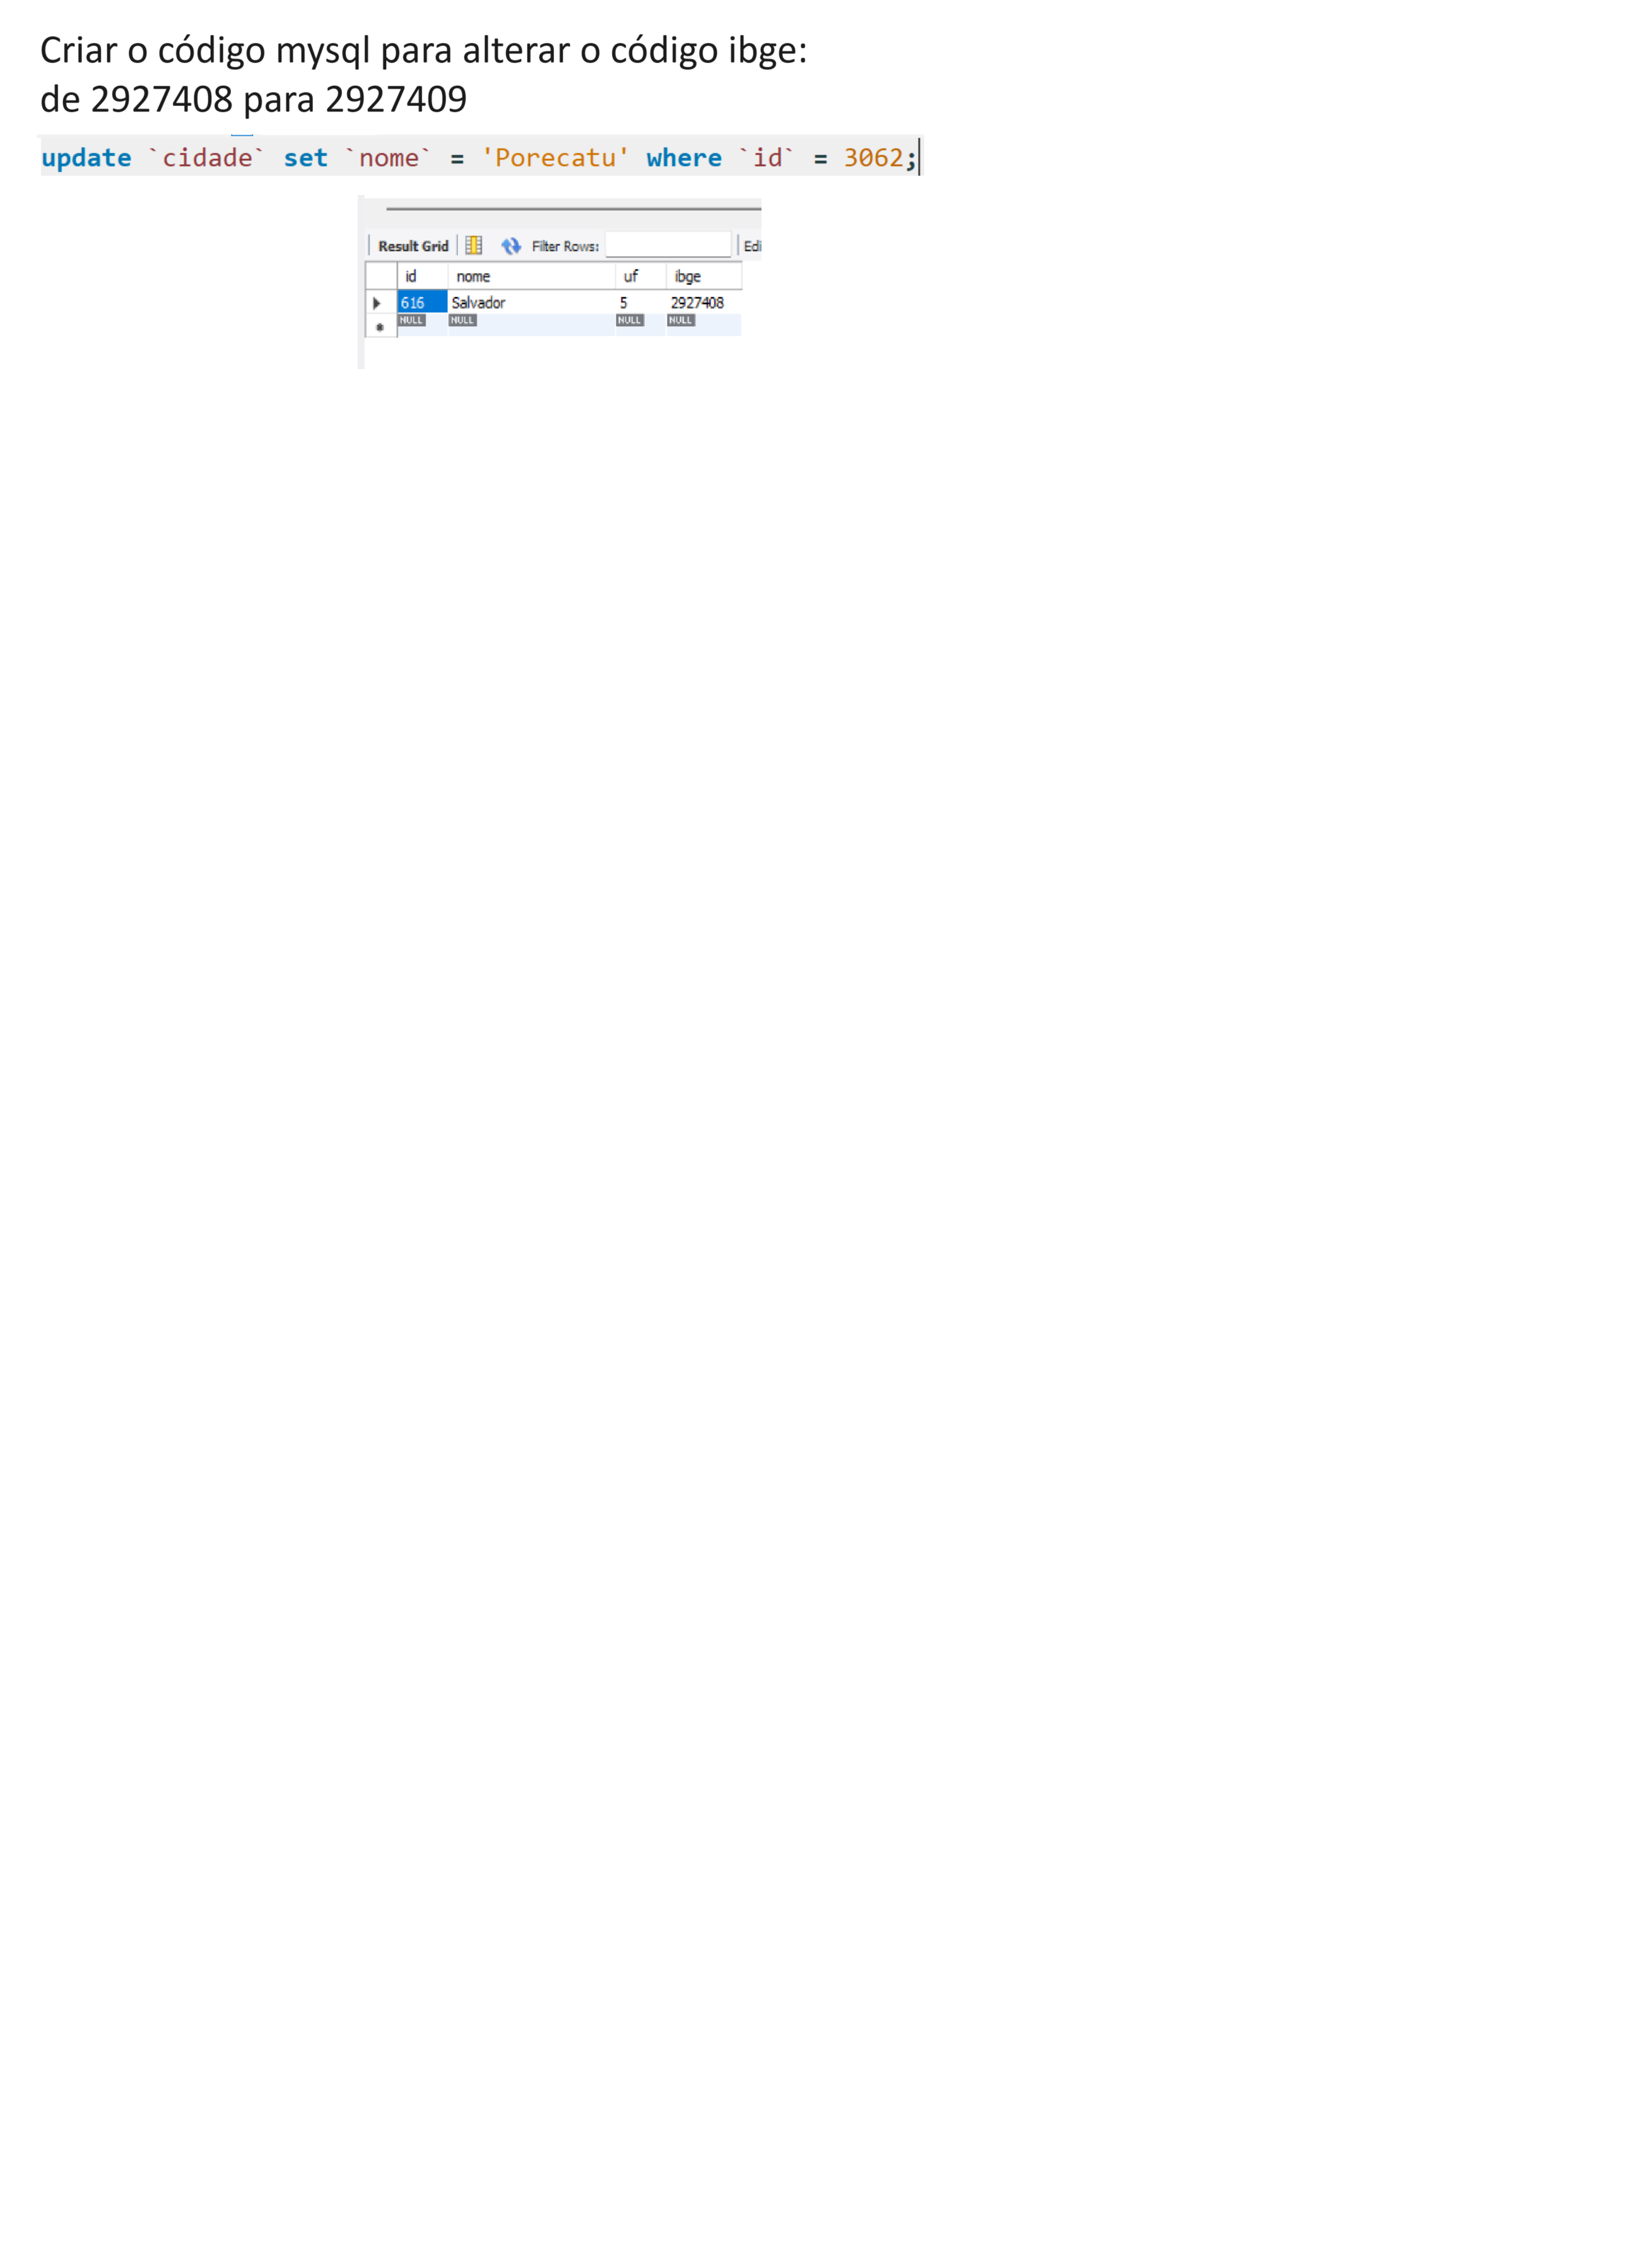 Criar o código mysql para alterar o código ibge:
de 2927408 para 2927409
update `cidade` set `nome` = 'Porecatu' where `id` = 3062;
Result Grid Filter Rows: Edi
id nome uf ibge
616 Salvador 5 2927408
NULL NULL NULL NULL